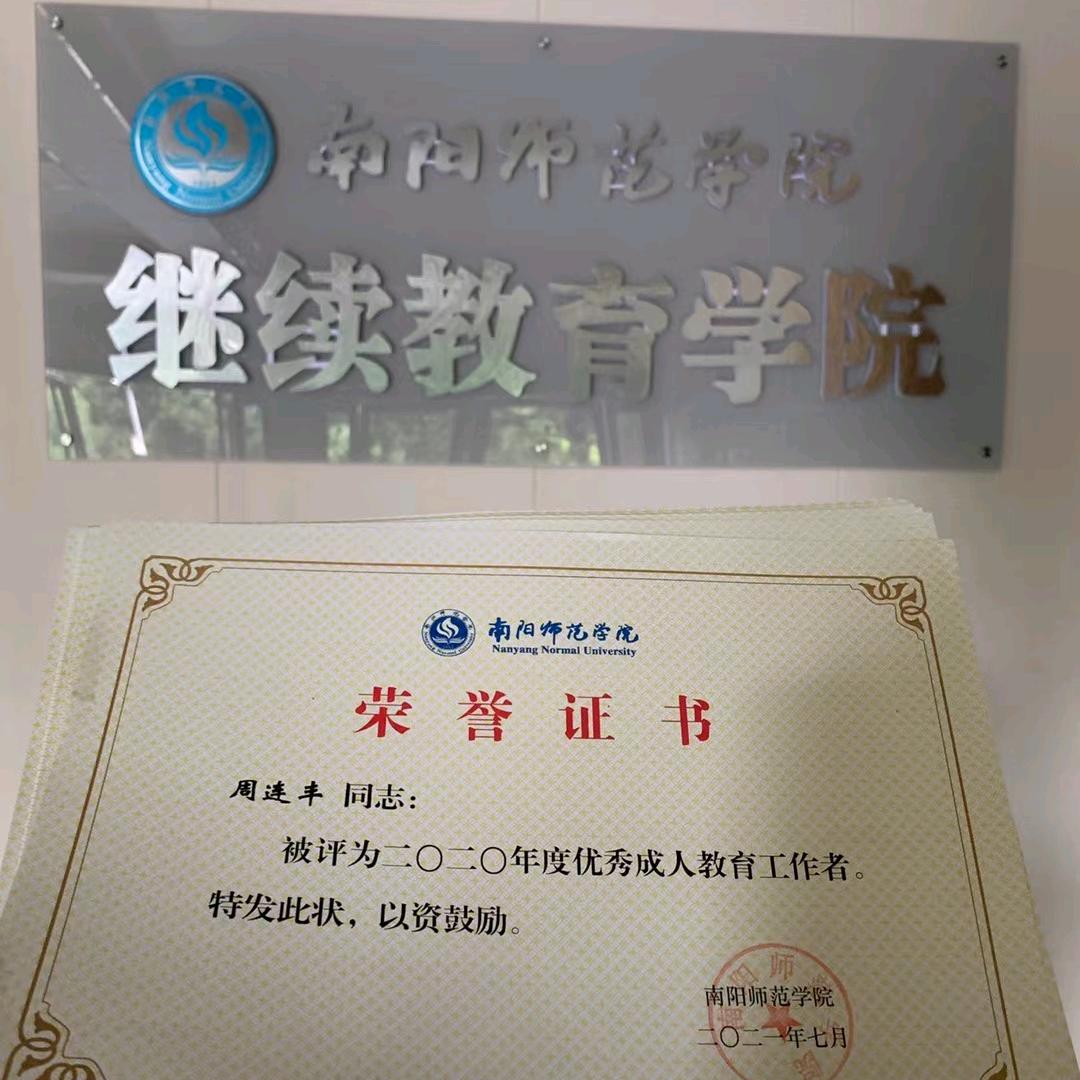 南阳师范学院
继续教育学院
南阳师范学院
Nanyang Normal University
荣誉证书
周连丰 同志：
被评为二〇二〇年度优秀成人教育工作者。
特发此状，以资鼓励。
南阳师范学院
二〇二一年七月